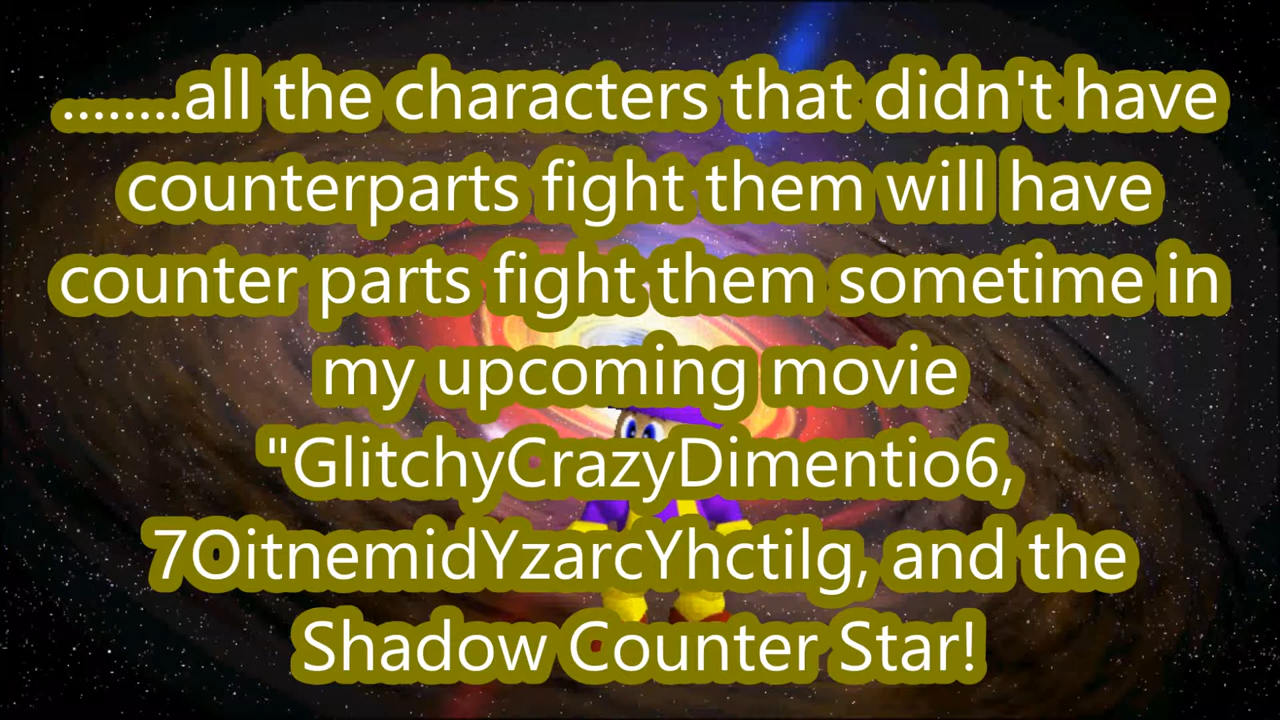 ........all the characters that didn't have
counterparts fight them will have
counter parts fight them sometime in
my upcoming movie
"GlitchyCrazyDimentio6,
7OitnemidYzarcYhctilg, and the
Shadow Counter Star!